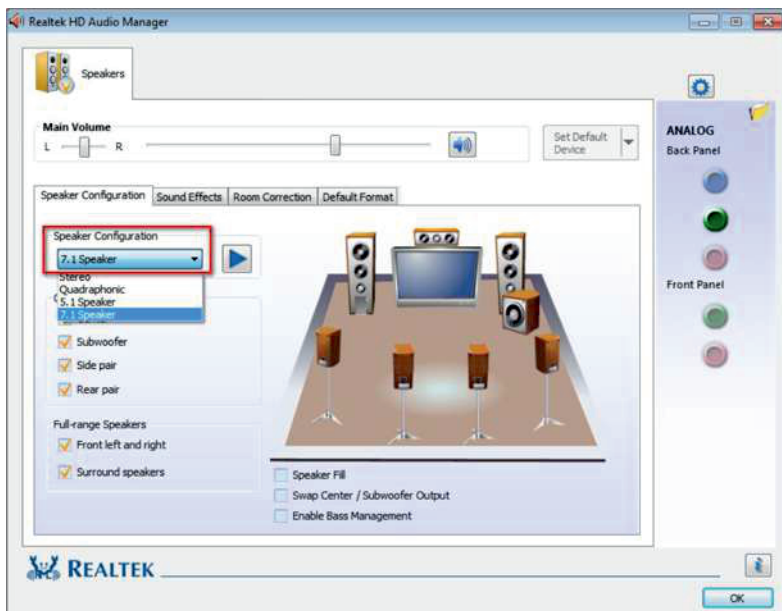 Realtek HD Audio Manager
Speakers
Main Volume
L R
Set Default
Device
ANALOG
Back Panel
Speaker Configuration Sound Effects Room Correction Default Format
Speaker Configuration
7.1 Speaker
Stereo
Quadraphonic
5.1 Speaker
7.1 Speaker
Subwoofer
Side pair
Rear pair
Front Panel
Full-range Speakers
Front left and right
Surround speakers
Speaker Fill
Swap Center / Subwoofer Output
Enable Bass Management
REALTEK
OK